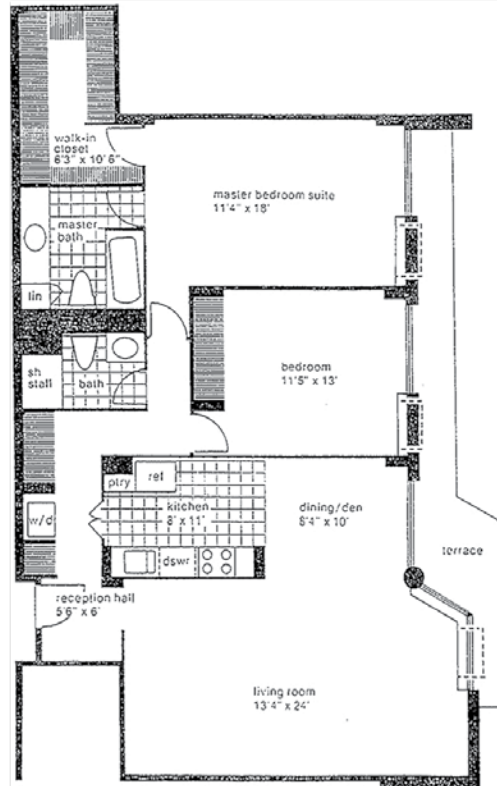 walk-in
closet
6'3" x 10'6"
master bedroom suite
11'4" x 18'
master
bath
lin
bedroom
11'5" x 13'
sh
stall
bath
ptry
ref
kitchen
8' x 11'
dining/den
8'4" x 10'
w/d
terrace
dswr
reception hall
5'6" x 6'
living room
13'4" x 24'